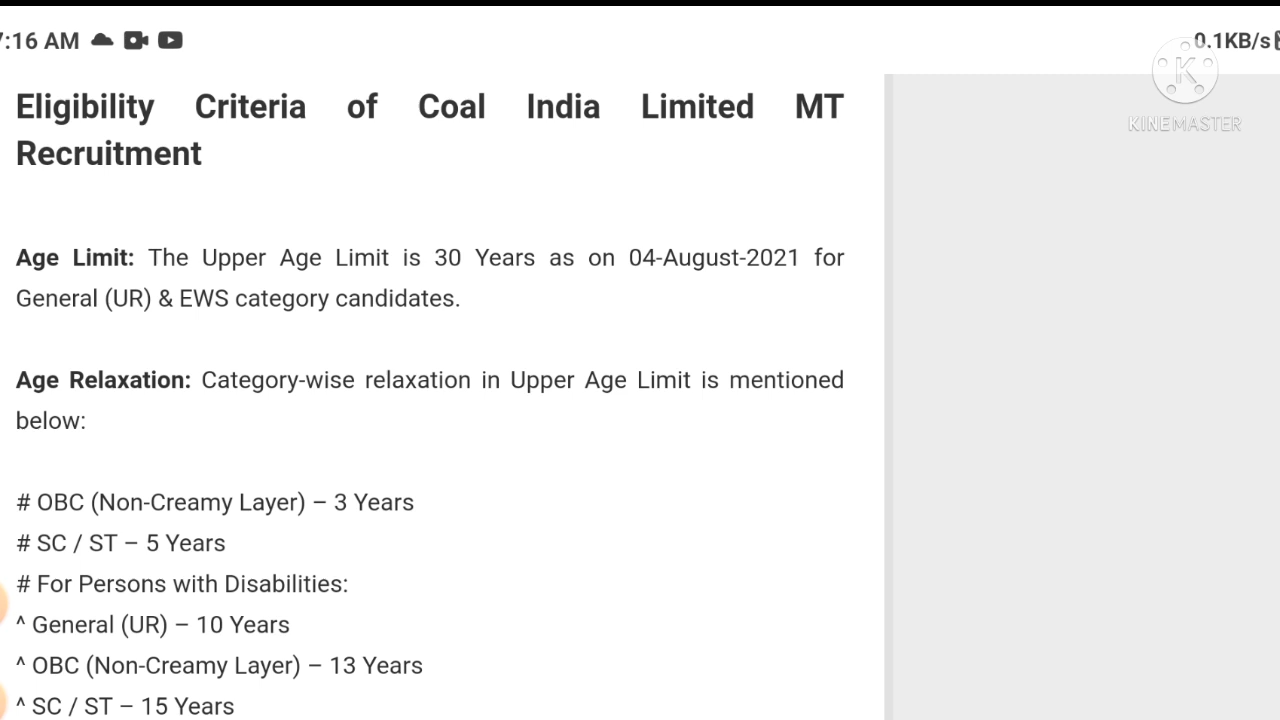 7:16 AM
0.1KB/s
K
KINEMASTER
Eligibility Criteria of Coal India Limited MT
Recruitment
Age Limit: The Upper Age Limit is 30 Years as on 04-August-2021 for
General (UR) & EWS category candidates.
Age Relaxation: Category-wise relaxation in Upper Age Limit is mentioned
below:
# OBC (Non-Creamy Layer) – 3 Years
# SC / ST – 5 Years
# For Persons with Disabilities:
^ General (UR) – 10 Years
^ OBC (Non-Creamy Layer) – 13 Years
^ SC / ST – 15 Years